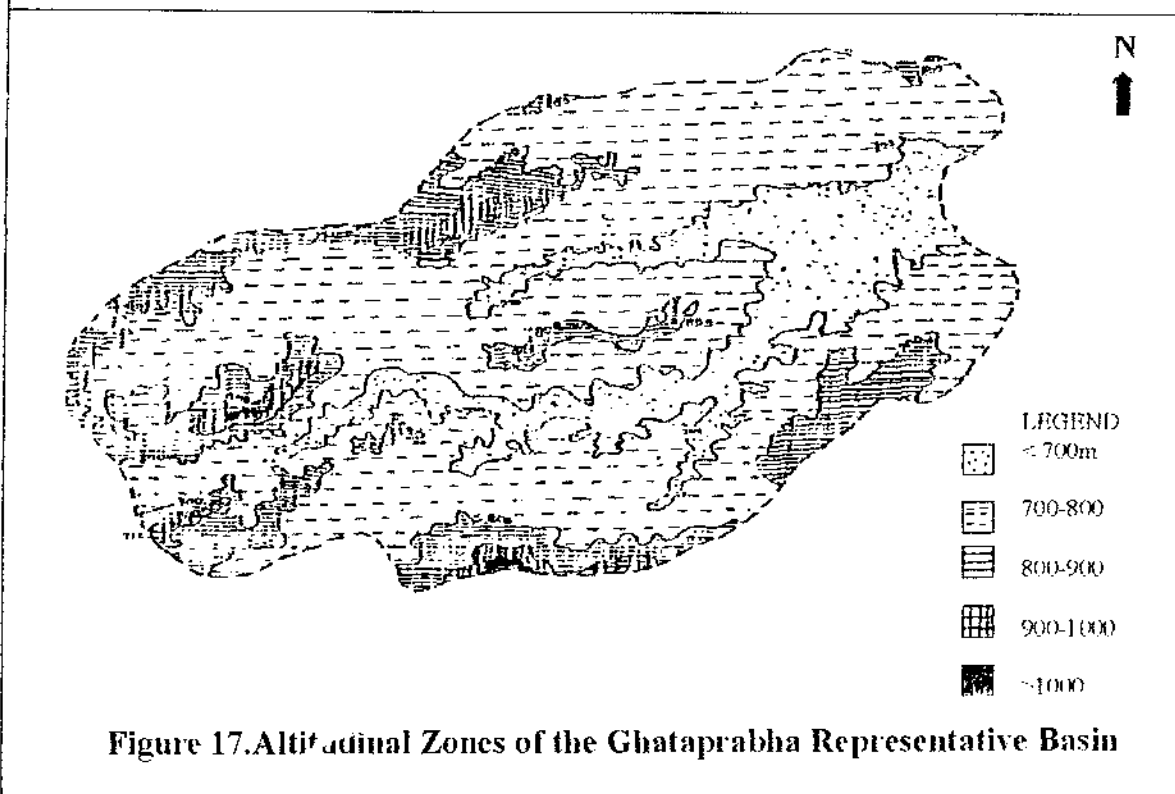 N
LEGEND
< 700m
700-800
800-900
900-1000
>1000
Figure 17.Altitudinal Zones of the Ghataprabha Representative Basin